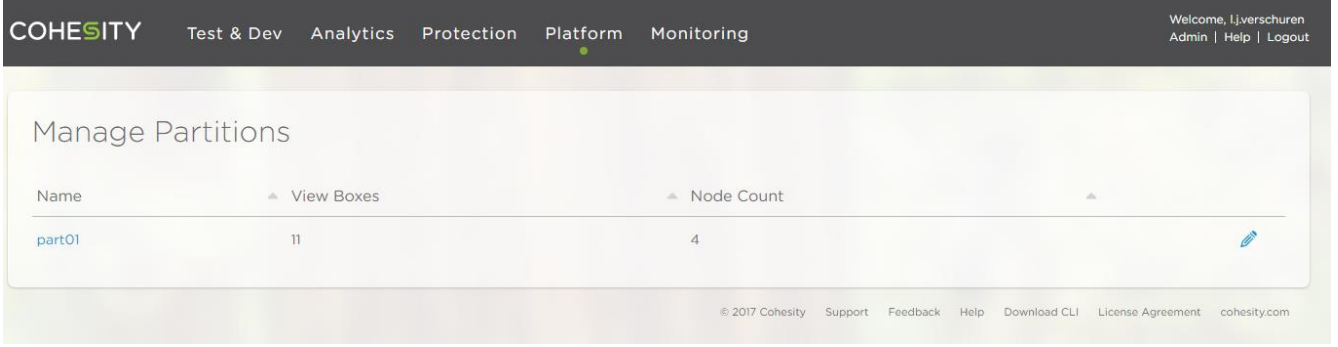 COHESITY Test & Dev Analytics Protection Platform Monitoring
Welcome, l.j.verschuren
Admin | Help | Logout
Manage Partitions
Name View Boxes Node Count
part01 11 4
© 2017 Cohesity Support Feedback Help Download CLI License Agreement cohesity.com